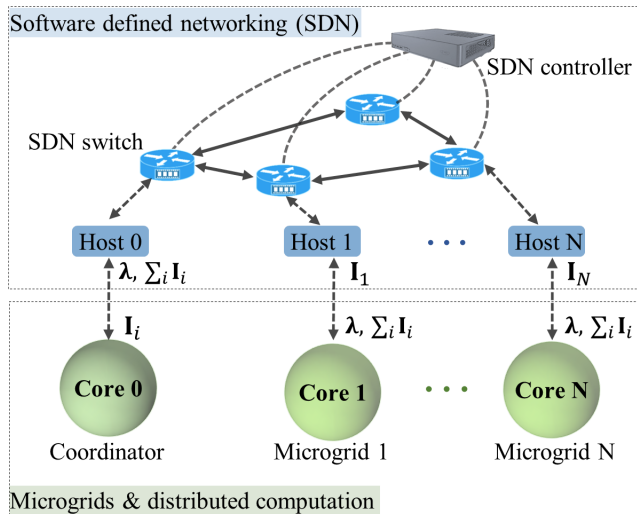 Software defined networking (SDN)
SDN controller
SDN switch
Host 0
Host 1
• • •
Host N
𝛌, ∑ᵢ 𝐈ᵢ
𝐈₁
𝐈_N
𝐈ᵢ
𝛌, ∑ᵢ 𝐈ᵢ
𝛌, ∑ᵢ 𝐈ᵢ
Core 0
Core 1
• • •
Core N
Coordinator
Microgrid 1
Microgrid N
Microgrids & distributed computation